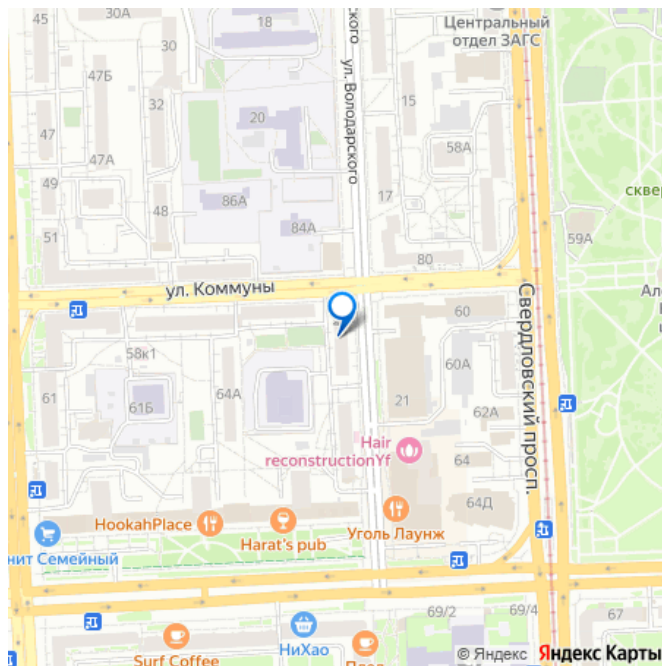 45
30А
30
18
Центральный
отдел ЗАГС
47Б
ул. Володарского
32
15
20
47
58А
47А
49
86А
17
сквер
48
84А
51
59А
80
ул. Коммуны
60
58к1
64А
60А
61
61Б
21
62А
Свердловский просп.
Hair
reconstructionYf
64
64Д
HookahPlace
Harat's pub
Уголь Лаунж
нит Семейный
69/2
69/4
67
Surf Coffee
НиХао
© Яндекс Яндекс Карты